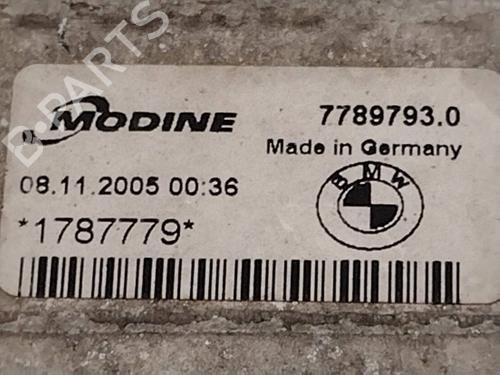 B-PARTS
MODINE
7789793.0
Made in Germany
08.11.2005 00:36
BMW
*1787779*